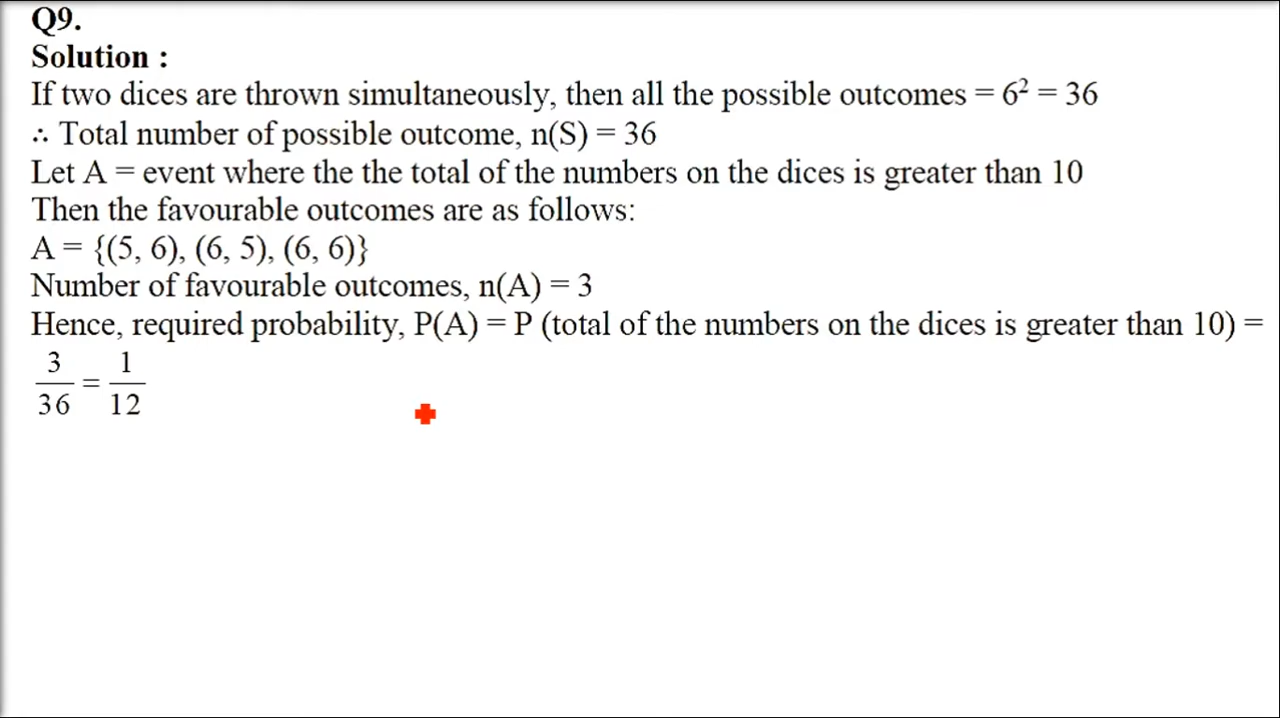 Q9.
Solution :
If two dices are thrown simultaneously, then all the possible outcomes = 6² = 36
∴ Total number of possible outcome, n(S) = 36
Let A = event where the the total of the numbers on the dices is greater than 10
Then the favourable outcomes are as follows:
A = {(5, 6), (6, 5), (6, 6)}
Number of favourable outcomes, n(A) = 3
Hence, required probability, P(A) = P (total of the numbers on the dices is greater than 10) =
3/36 = 1/12